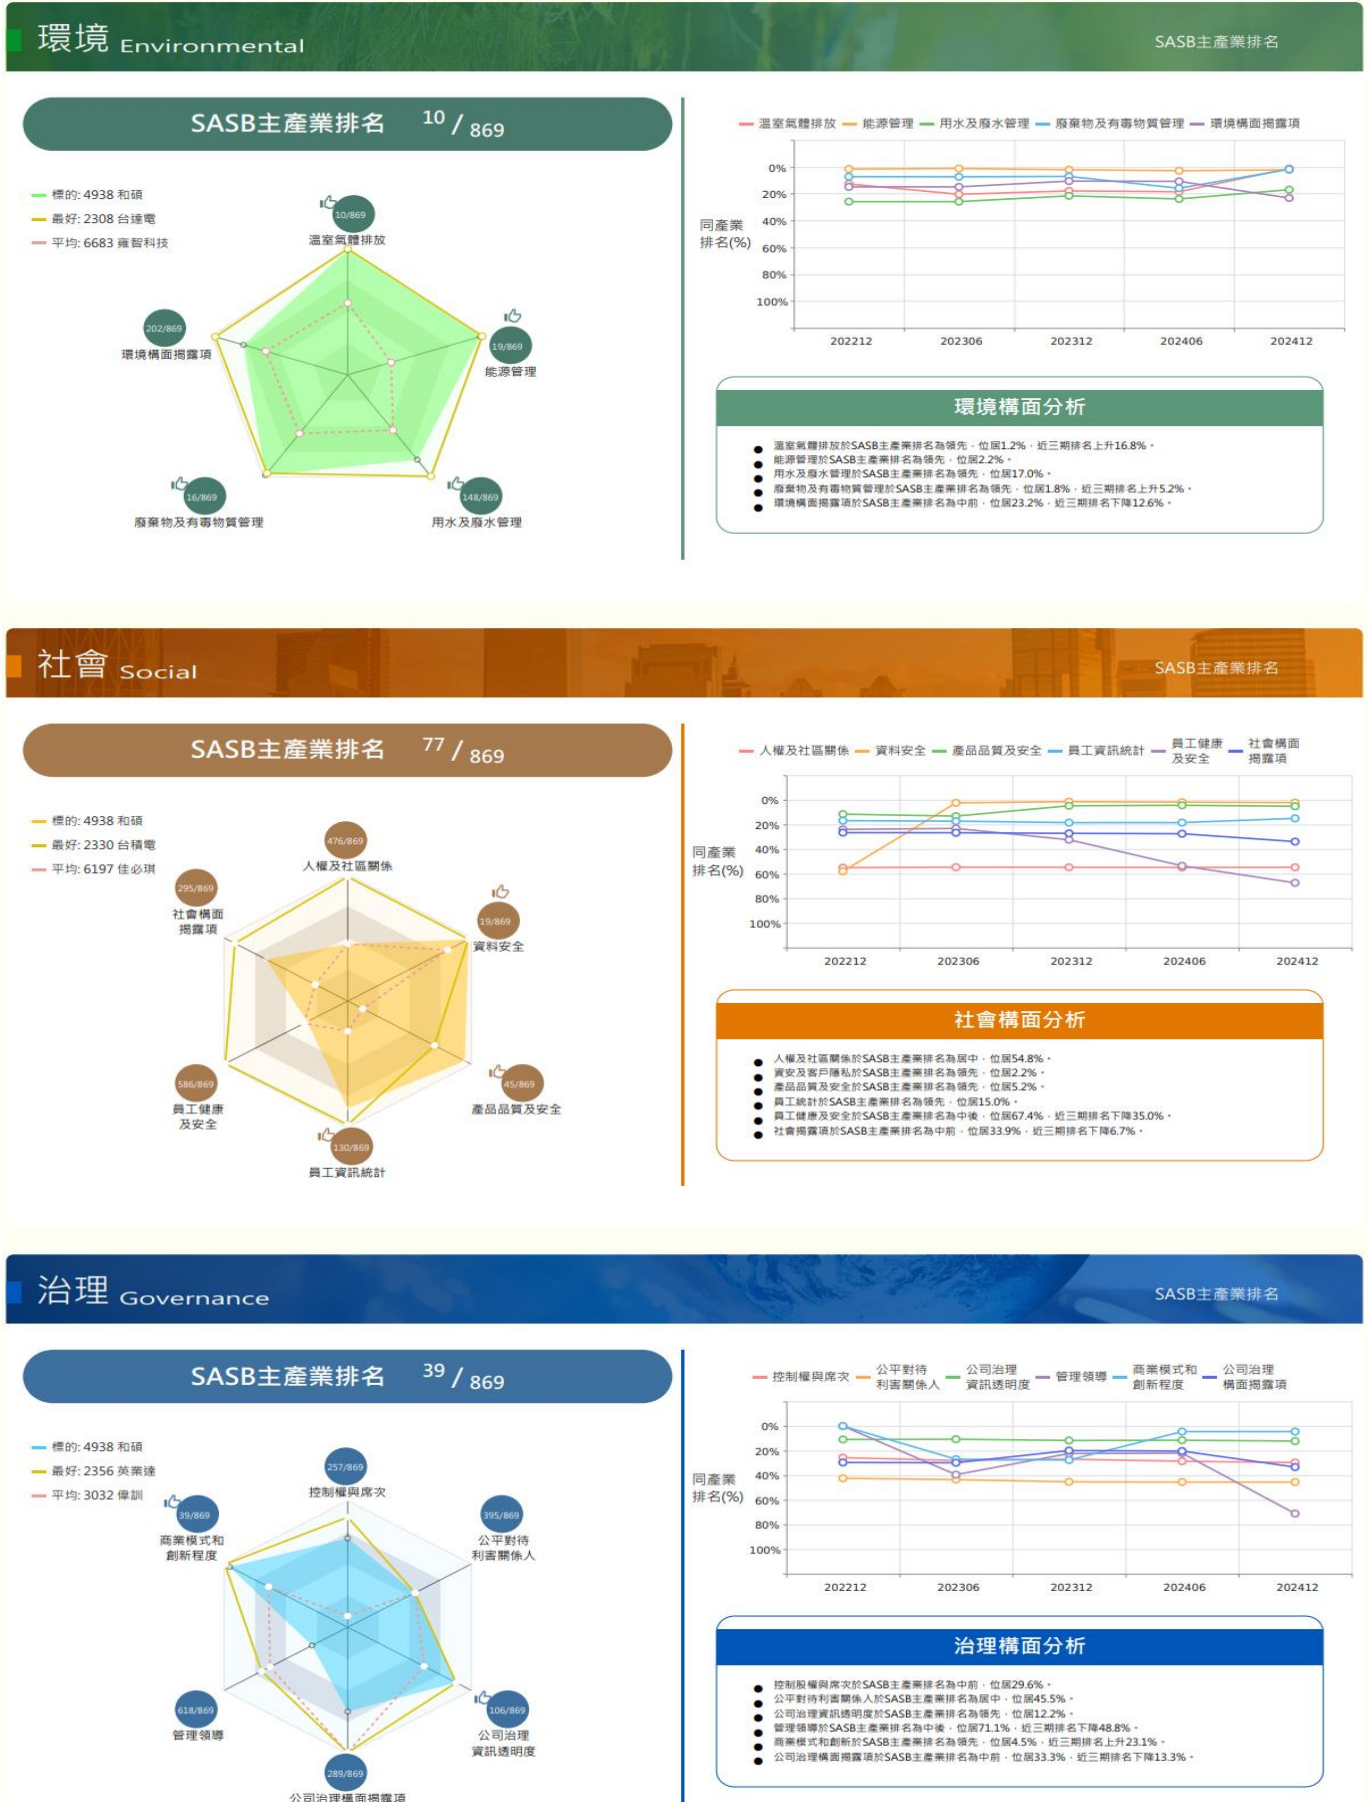 環境 Environmental
SASB主產業排名
SASB主產業排名 10 / 869
標的: 4938 和碩
最好: 2308 台達電
平均: 6683 雍智科技
10/869
溫室氣體排放
19/869
能源管理
148/869
用水及廢水管理
16/869
廢棄物及有毒物質管理
202/869
環境構面揭露項
溫室氣體排放 能源管理 用水及廢水管理 廢棄物及有毒物質管理 環境構面揭露項
同產業
排名(%)
0%
20%
40%
60%
80%
100%
202212 202306 202312 202406 202412
環境構面分析
溫室氣體排放於SASB主產業排名為領先，位居1.2%，近三期排名上升16.8%。
能源管理於SASB主產業排名為領先，位居2.2%。
用水及廢水管理於SASB主產業排名為領先，位居17.0%。
廢棄物及有毒物質管理於SASB主產業排名為領先，位居1.8%，近三期排名上升5.2%。
環境構面揭露項於SASB主產業排名為中前，位居23.2%，近三期排名下降12.6%。
社會 Social
SASB主產業排名
SASB主產業排名 77 / 869
標的: 4938 和碩
最好: 2330 台積電
平均: 6197 佳必琪
476/869
人權及社區關係
19/869
資料安全
45/869
產品品質及安全
130/869
員工資訊統計
586/869
員工健康
及安全
295/869
社會構面
揭露項
人權及社區關係 資料安全 產品品質及安全 員工資訊統計 員工健康
及安全 社會構面
揭露項
同產業
排名(%)
0%
20%
40%
60%
80%
100%
202212 202306 202312 202406 202412
社會構面分析
人權及社區關係於SASB主產業排名為居中，位居54.8%。
資安及客戶隱私於SASB主產業排名為領先，位居2.2%。
產品品質及安全於SASB主產業排名為領先，位居5.2%。
員工統計於SASB主產業排名為領先，位居15.0%。
員工健康及安全於SASB主產業排名為中後，位居67.4%，近三期排名下降35.0%。
社會揭露項於SASB主產業排名為中前，位居33.9%，近三期排名下降6.7%。
治理 Governance
SASB主產業排名
SASB主產業排名 39 / 869
標的: 4938 和碩
最好: 2356 英業達
平均: 3032 偉訓
257/869
控制權與席次
395/869
公平對待
利害關係人
106/869
公司治理
資訊透明度
289/869
公司治理構面揭露項
618/869
管理領導
39/869
商業模式和
創新程度
控制權與席次 公平對待
利害關係人 公司治理
資訊透明度 管理領導 商業模式和
創新程度 公司治理
構面揭露項
同產業
排名(%)
0%
20%
40%
60%
80%
100%
202212 202306 202312 202406 202412
治理構面分析
控制股權與席次於SASB主產業排名為中前，位居29.6%。
公平對待利害關係人於SASB主產業排名為居中，位居45.5%。
公司治理資訊透明度於SASB主產業排名為領先，位居12.2%。
管理領導於SASB主產業排名為中後，位居71.1%，近三期排名下降48.8%。
商業模式和創新於SASB主產業排名為領先，位居4.5%，近三期排名上升23.1%。
公司治理構面揭露項於SASB主產業排名為中前，位居33.3%，近三期排名下降13.3%。